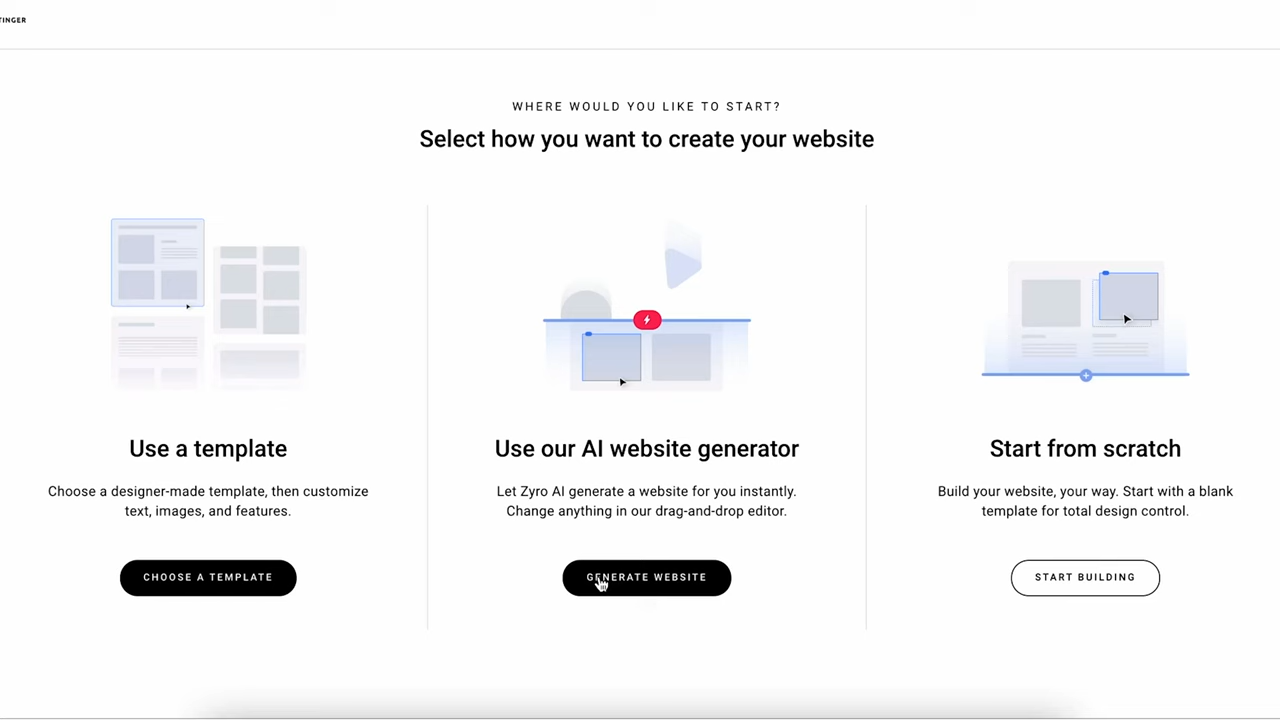 TINGER
WHERE WOULD YOU LIKE TO START?
Select how you want to create your website
Use a template
Choose a designer-made template, then customize
text, images, and features.
CHOOSE A TEMPLATE
Use our AI website generator
Let Zyro AI generate a website for you instantly.
Change anything in our drag-and-drop editor.
GENERATE WEBSITE
Start from scratch
Build your website, your way. Start with a blank
template for total design control.
START BUILDING